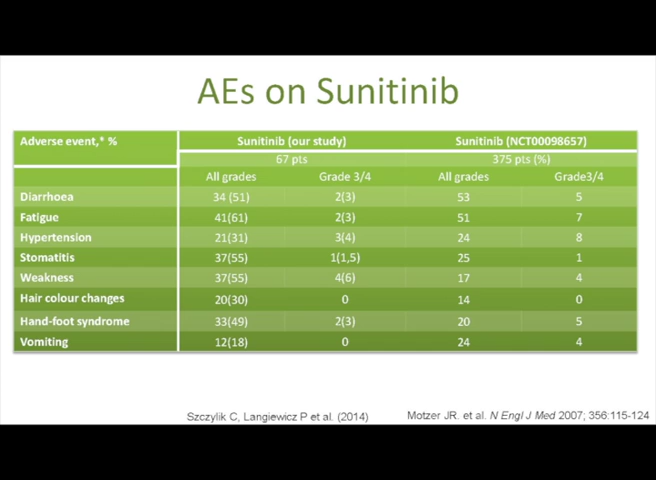 AEs on Sunitinib
Adverse event,* % Sunitinib (our study) Sunitinib (NCT00098657)
67 pts 375 pts (%)
All grades Grade 3/4 All grades Grade3/4
Diarrhoea 34 (51) 2(3) 53 5
Fatigue 41(61) 2(3) 51 7
Hypertension 21(31) 3(4) 24 8
Stomatitis 37(55) 1(1,5) 25 1
Weakness 37(55) 4(6) 17 4
Hair colour changes 20(30) 0 14 0
Hand-foot syndrome 33(49) 2(3) 20 5
Vomiting 12(18) 0 24 4
Szczylik C, Langiewicz P et al. (2014) Motzer JR. et al. N Engl J Med 2007; 356:115-124